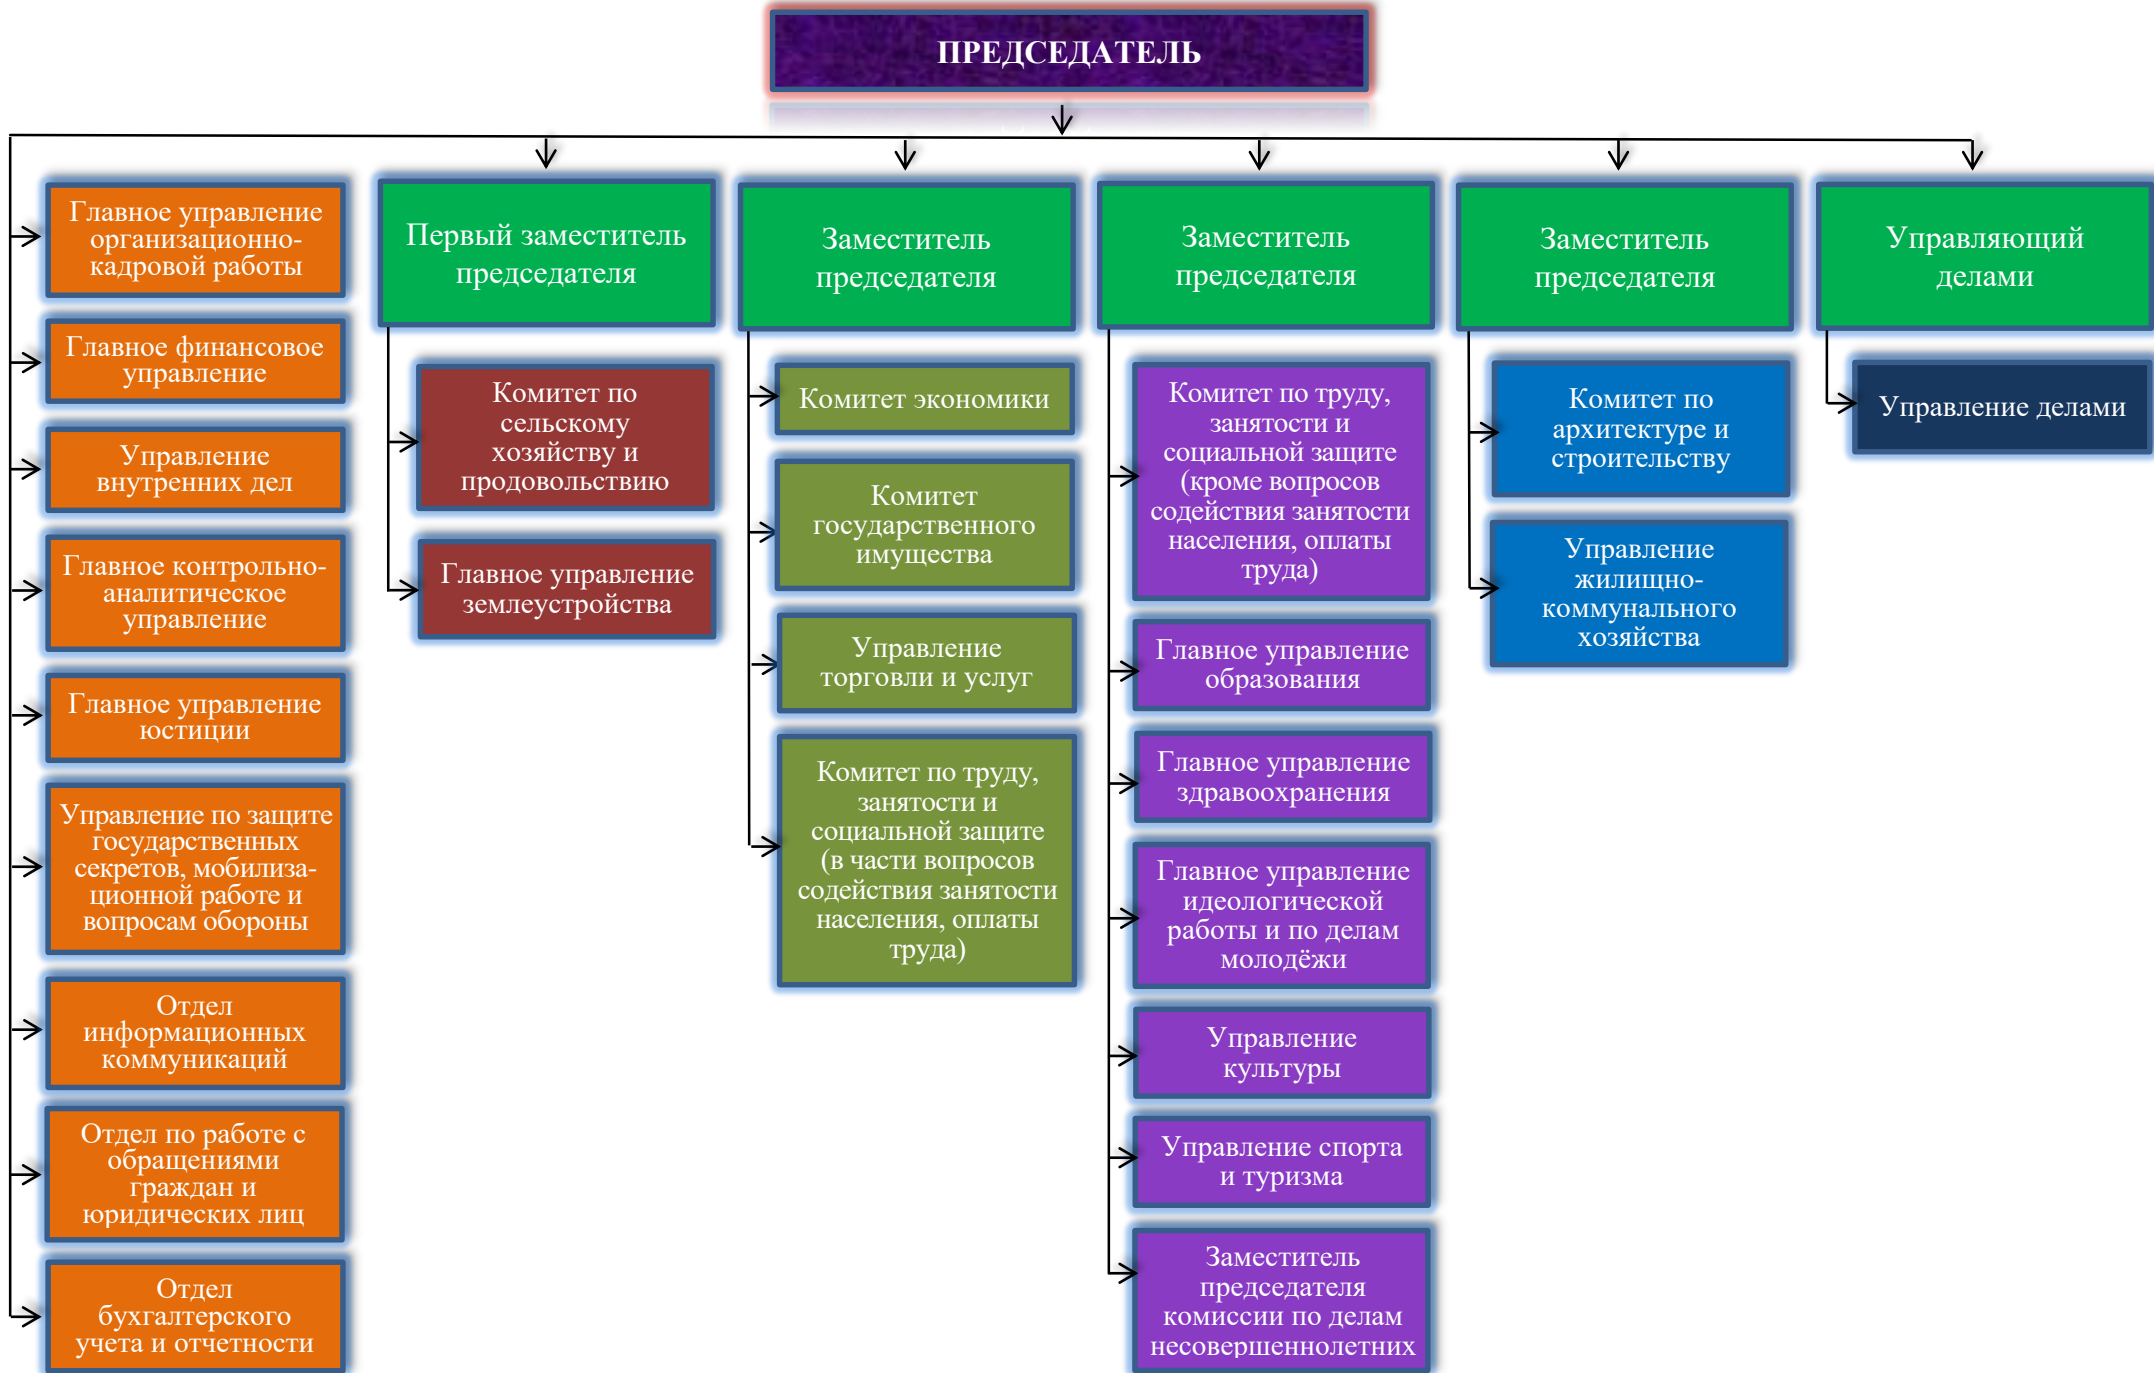 ПРЕДСЕДАТЕЛЬ
Главное управление
организационно-
кадровой работы
Главное финансовое
управление
Управление
внутренних дел
Главное контрольно-
аналитическое
управление
Главное управление
юстиции
Управление по защите
государственных
секретов, мобилиза-
ционной работе и
вопросам обороны
Отдел
информационных
коммуникаций
Отдел по работе с
обращениями
граждан и
юридических лиц
Отдел
бухгалтерского
учета и отчетности
Первый заместитель
председателя
Комитет по
сельскому
хозяйству и
продовольствию
Главное управление
землеустройства
Заместитель
председателя
Комитет экономики
Комитет
государственного
имущества
Управление
торговли и услуг
Комитет по труду,
занятости и
социальной защите
(в части вопросов
содействия занятости
населения, оплаты
труда)
Заместитель
председателя
Комитет по труду,
занятости и
социальной защите
(кроме вопросов
содействия занятости
населения, оплаты
труда)
Главное управление
образования
Главное управление
здравоохранения
Главное управление
идеологической
работы и по делам
молодёжи
Управление
культуры
Управление спорта
и туризма
Заместитель
председателя
комиссии по делам
несовершеннолетних
Заместитель
председателя
Комитет по
архитектуре и
строительству
Управление
жилищно-
коммунального
хозяйства
Управляющий
делами
Управление делами